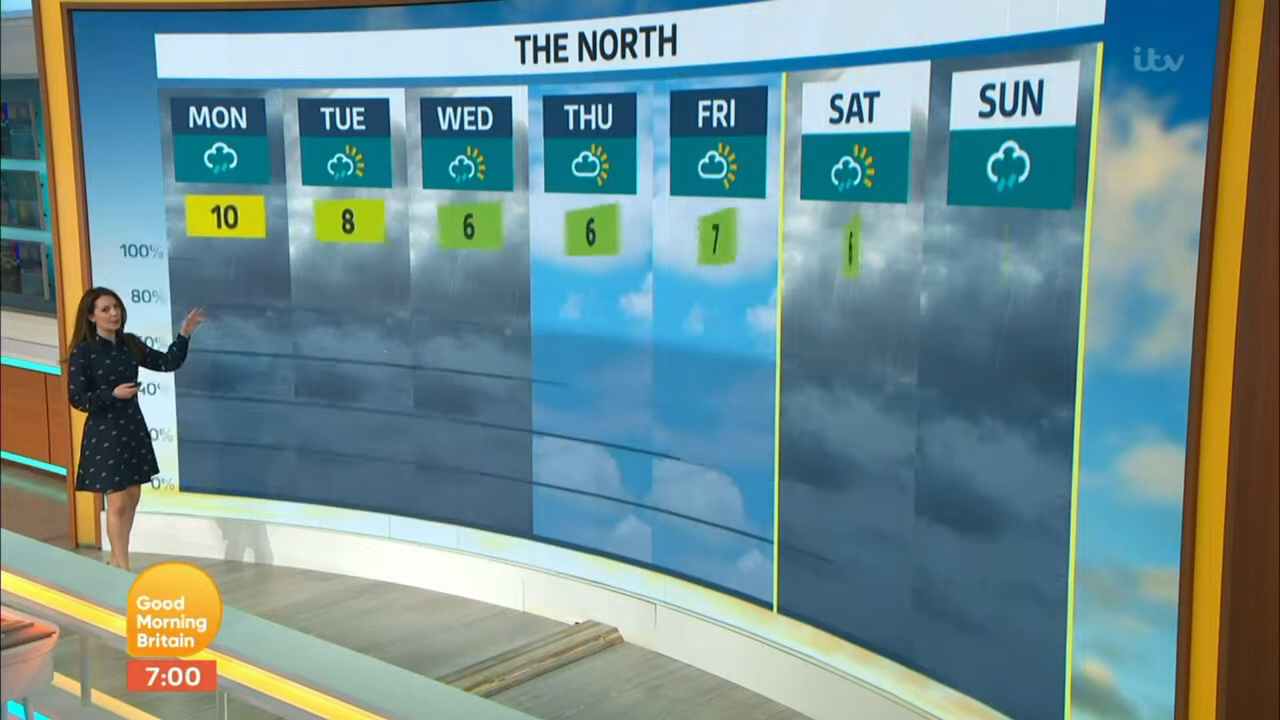 THE NORTH
itv
MON TUE WED THU FRI SAT SUN
10 8 6 6 7
100%
80%
0%
Good
Morning
Britain
7:00